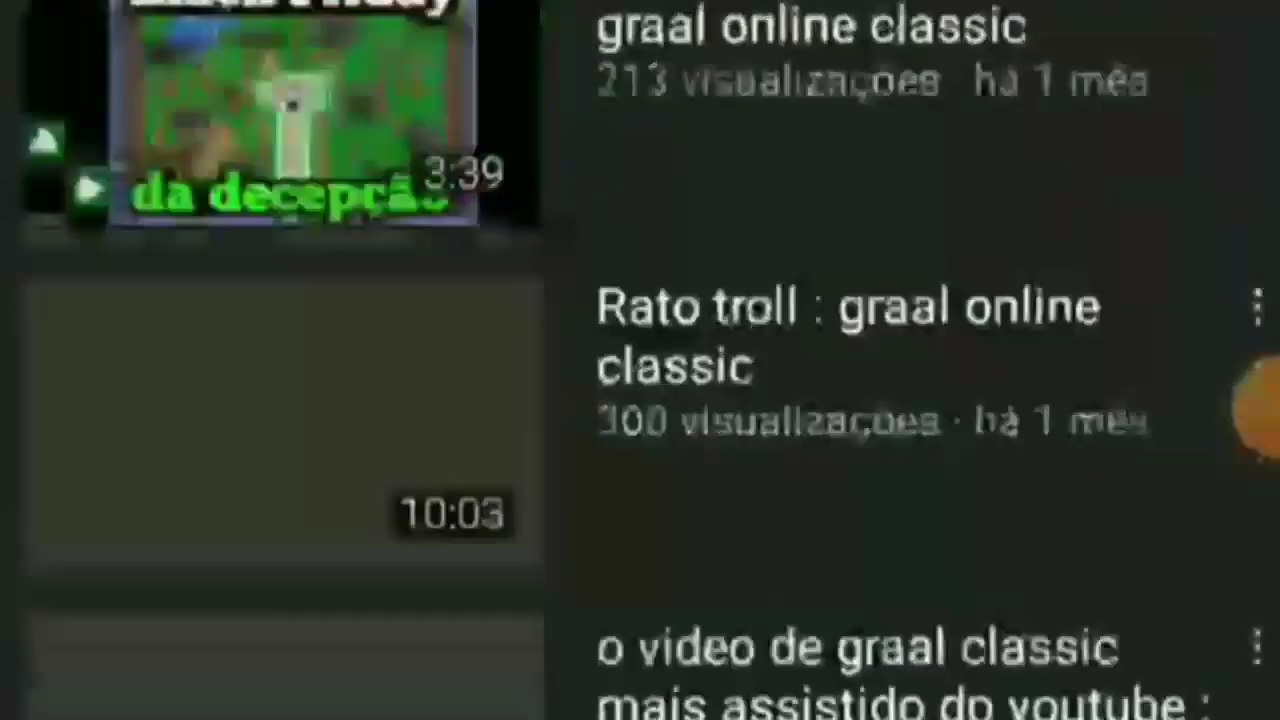 graal online classic
213 visualizações há 1 mês
da decepção
3:39
Rato troll : graal online
classic
300 visualizações · há 1 mês
10:03
o video de graal classic
mais assistido do youtube :